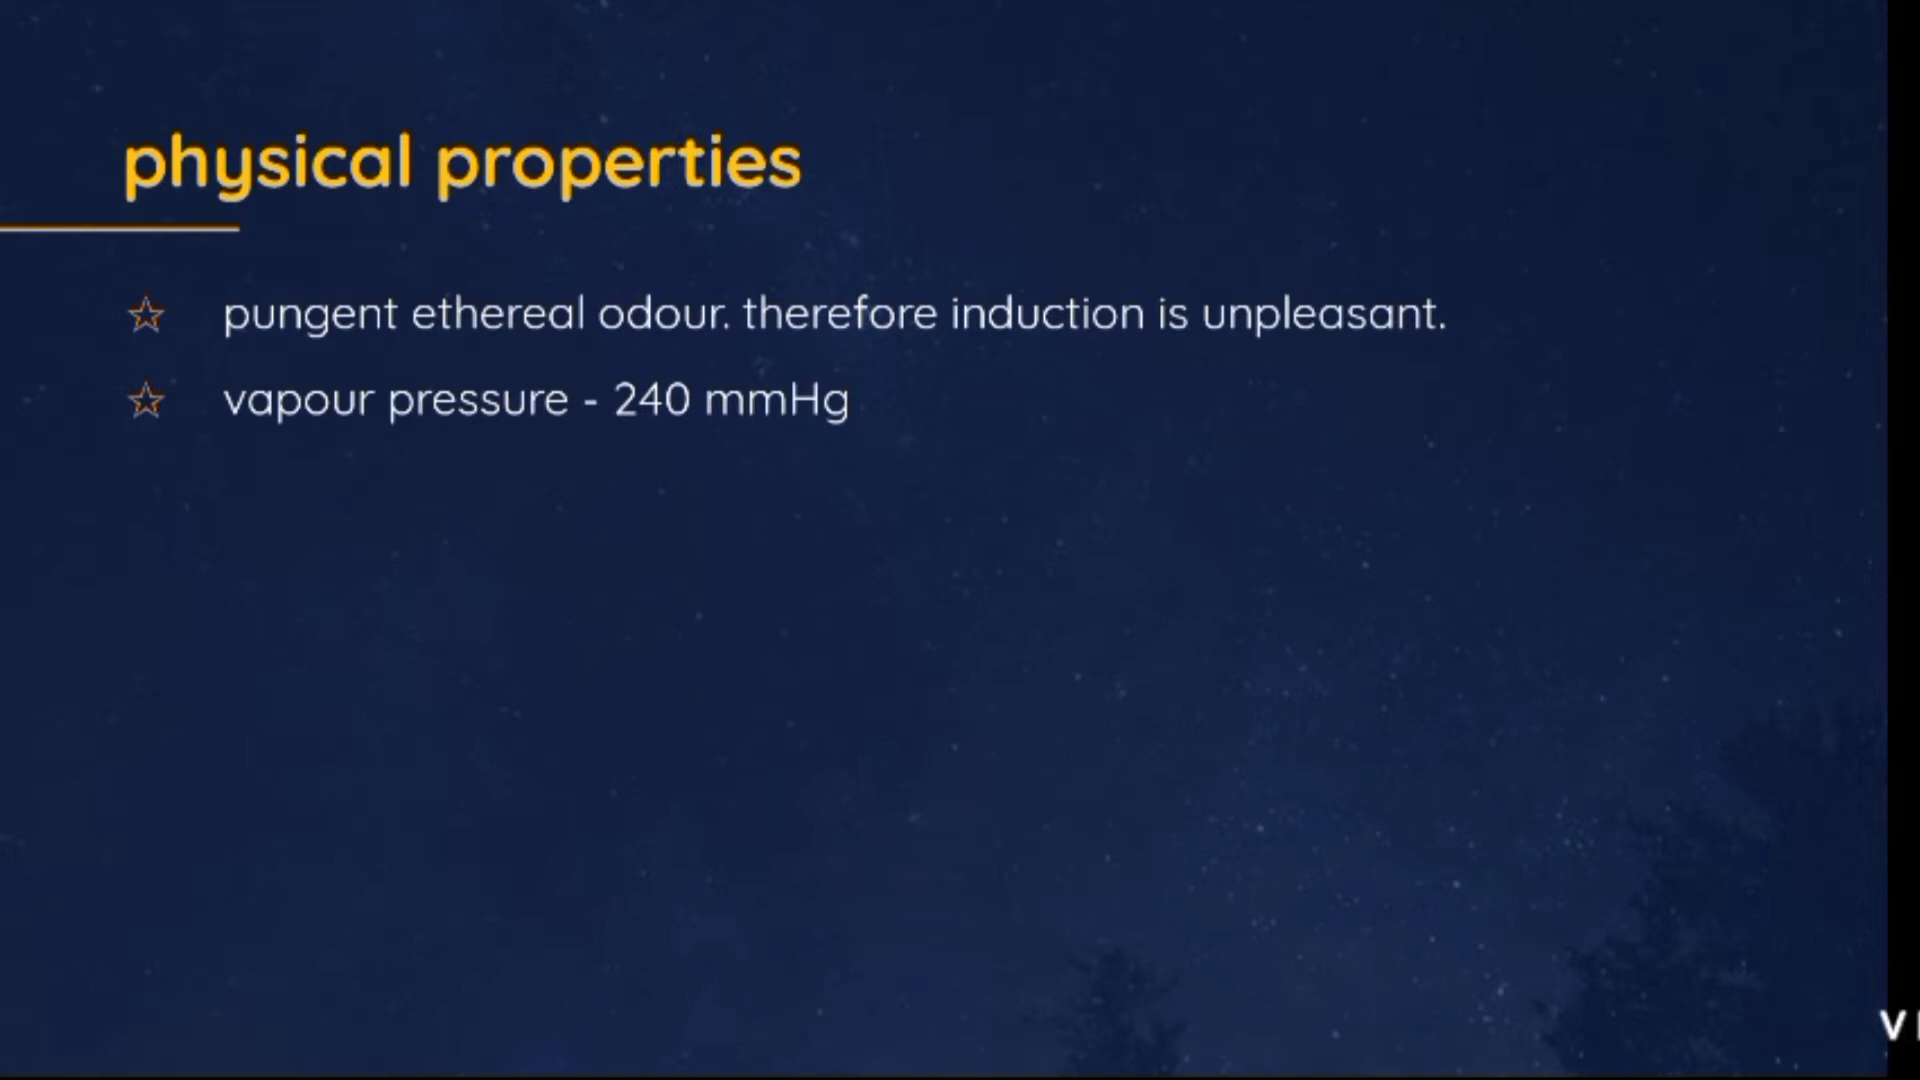 physical properties
pungent ethereal odour. therefore induction is unpleasant.
vapour pressure - 240 mmHg
V